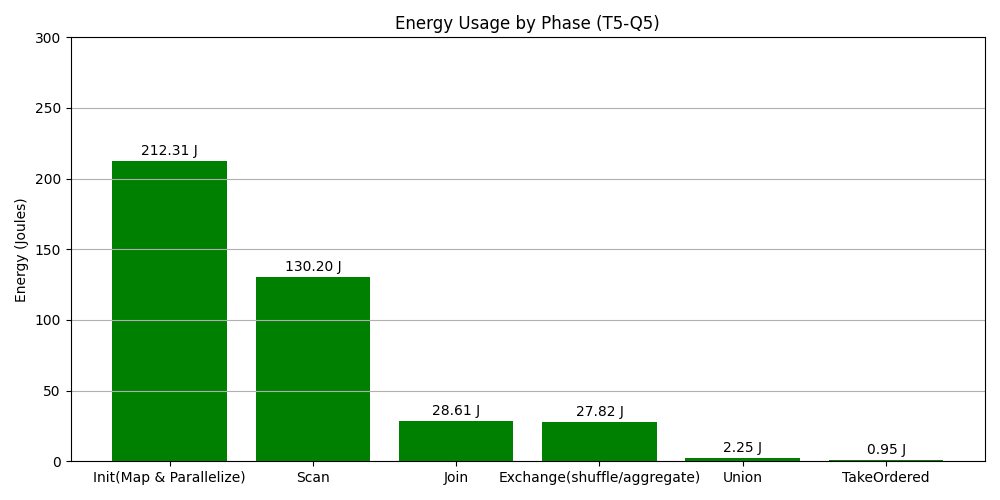 Energy Usage by Phase (T5-Q5)
Energy (Joules)
300
250
200
150
100
50
0
212.31 J
130.20 J
28.61 J
27.82 J
2.25 J
0.95 J
Init(Map & Parallelize)
Scan
Join
Exchange(shuffle/aggregate)
Union
TakeOrdered